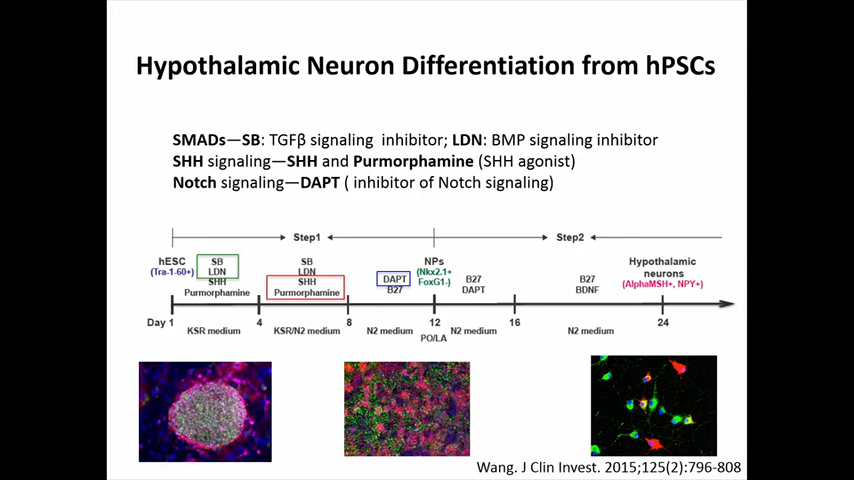 Hypothalamic Neuron Differentiation from hPSCs
SMADs—SB: TGFβ signaling inhibitor; LDN: BMP signaling inhibitor
SHH signaling—SHH and Purmorphamine (SHH agonist)
Notch signaling—DAPT ( inhibitor of Notch signaling)
Step1
Step2
hESC
(Tra-1-60+)
SB
LDN
SHH
Purmorphamine
SB
LDN
SHH
Purmorphamine
DAPT
B27
NPs
(Nkx2.1+
FoxG1-)
B27
DAPT
B27
BDNF
Hypothalamic
neurons
(AlphaMSH+, NPY+)
Day 1
4
8
12
16
24
KSR medium
KSR/N2 medium
N2 medium
PO/LA
N2 medium
N2 medium
Wang. J Clin Invest. 2015;125(2):796-808